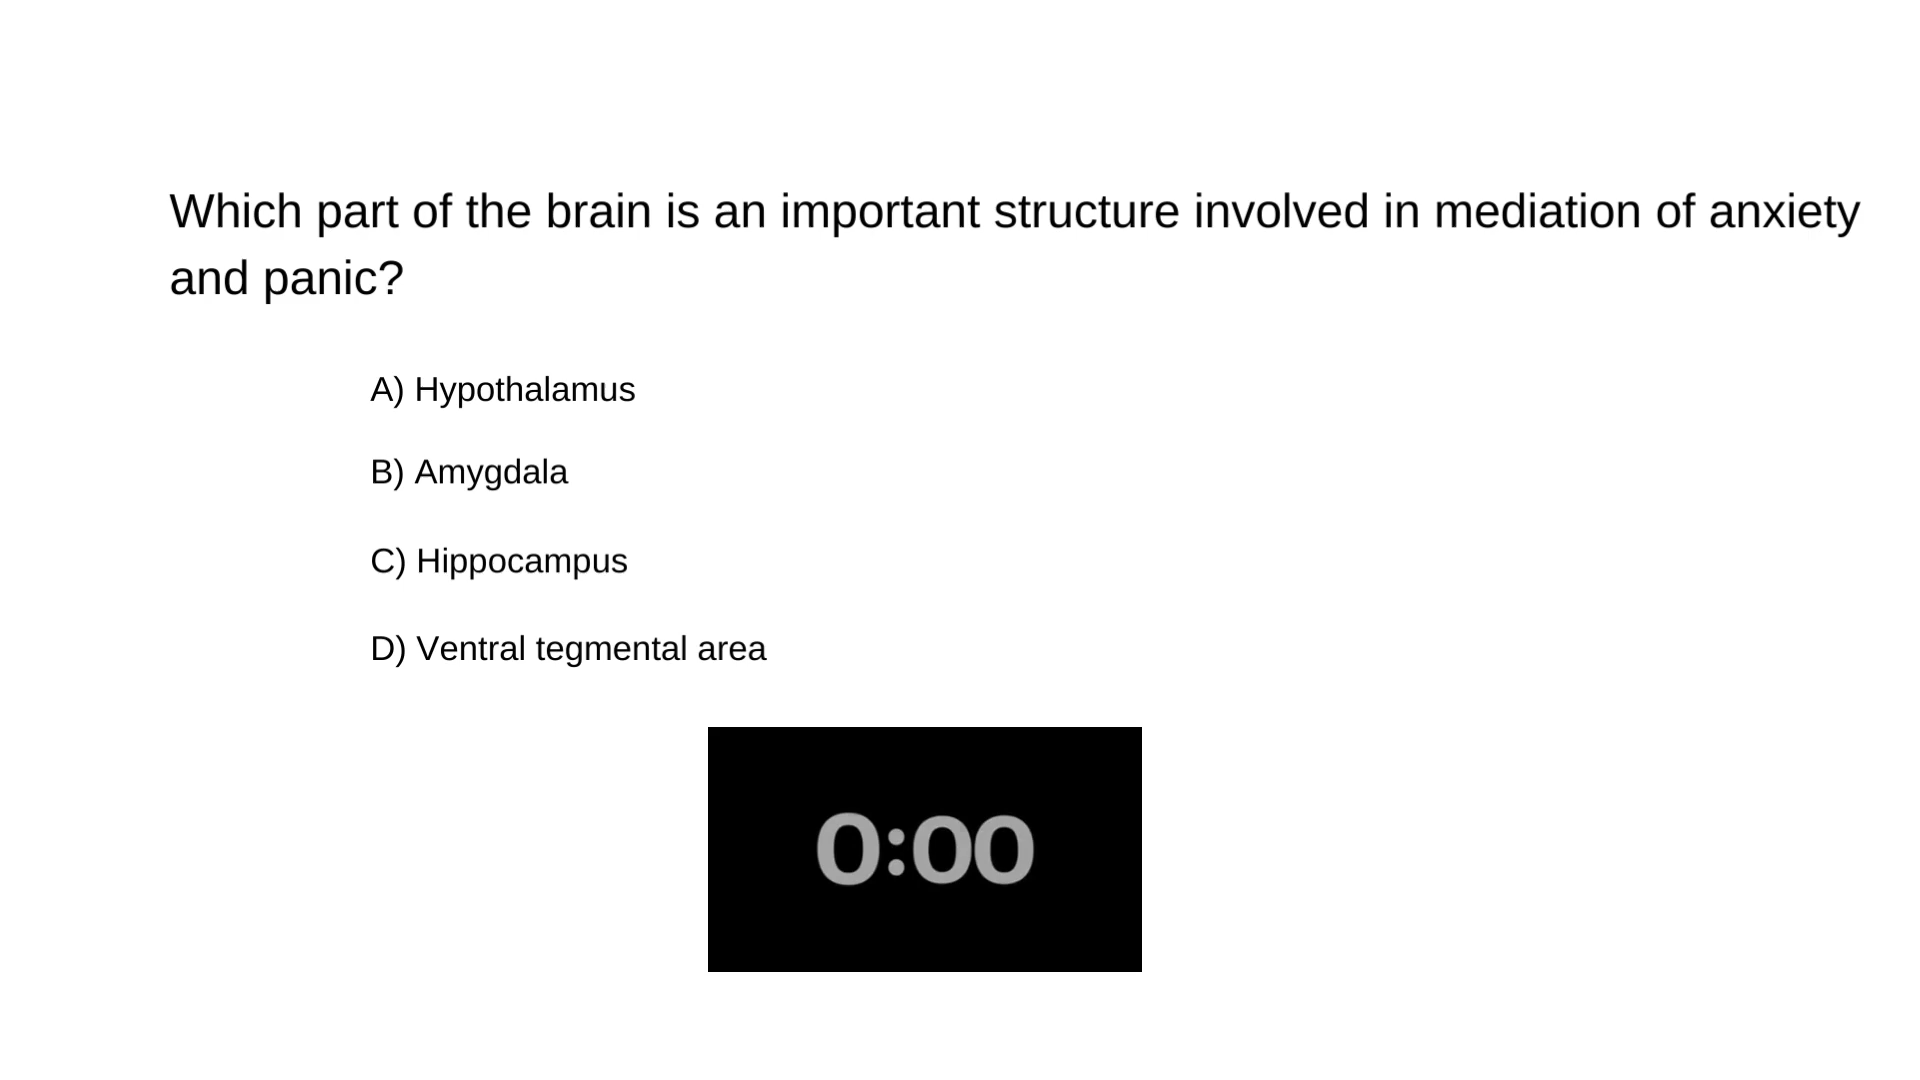 Which part of the brain is an important structure involved in mediation of anxiety
and panic?
A) Hypothalamus
B) Amygdala
C) Hippocampus
D) Ventral tegmental area
0:00